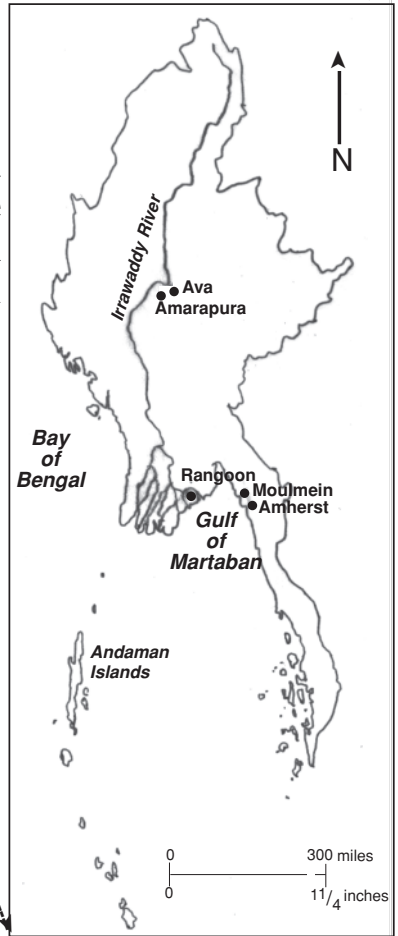 N
Irrawaddy River
Ava
Amarapura
Bay
of
Bengal
Rangoon
Moulmein
Amherst
Gulf
of
Martaban
Andaman
Islands
0 300 miles
0 11/4 inches